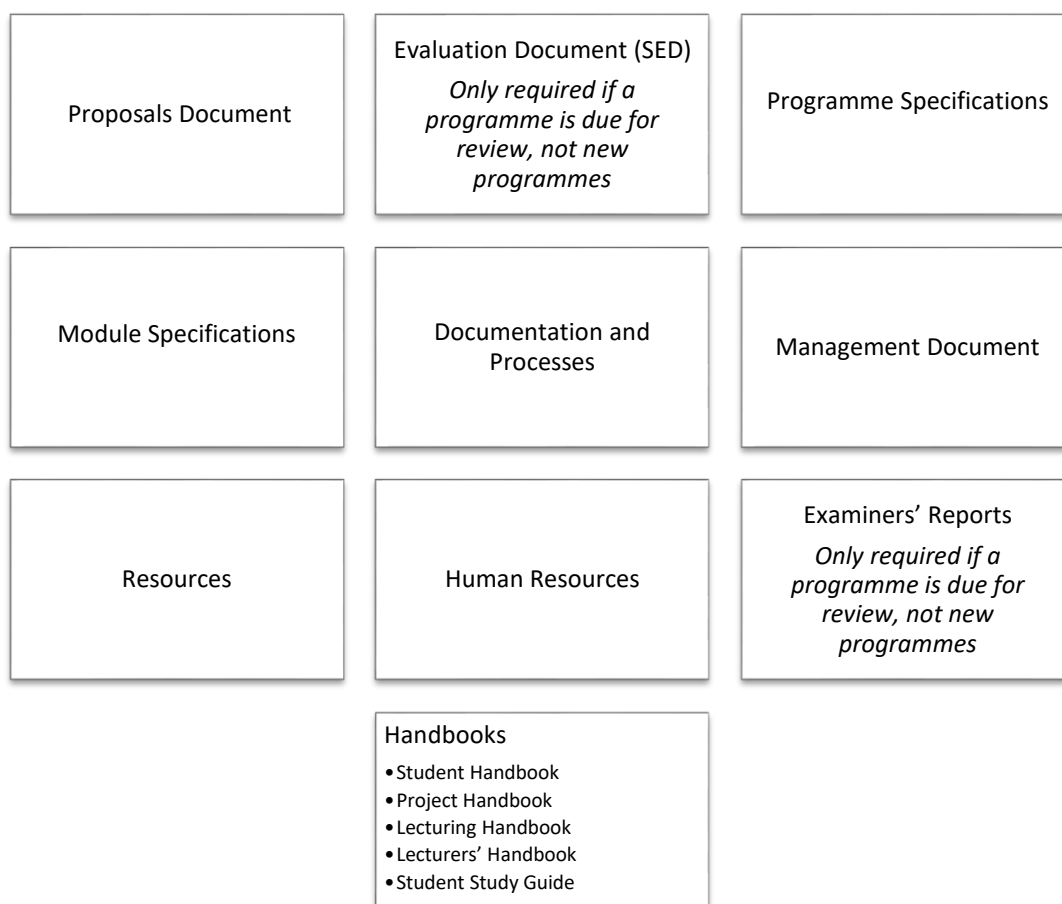 Proposals Document
Evaluation Document (SED)
Only required if a
programme is due for
review, not new
programmes
Programme Specifications
Module Specifications
Documentation and
Processes
Management Document
Resources
Human Resources
Examiners’ Reports
Only required if a
programme is due for
review, not new
programmes
Handbooks
•Student Handbook
•Project Handbook
•Lecturing Handbook
•Lecturers’ Handbook
•Student Study Guide